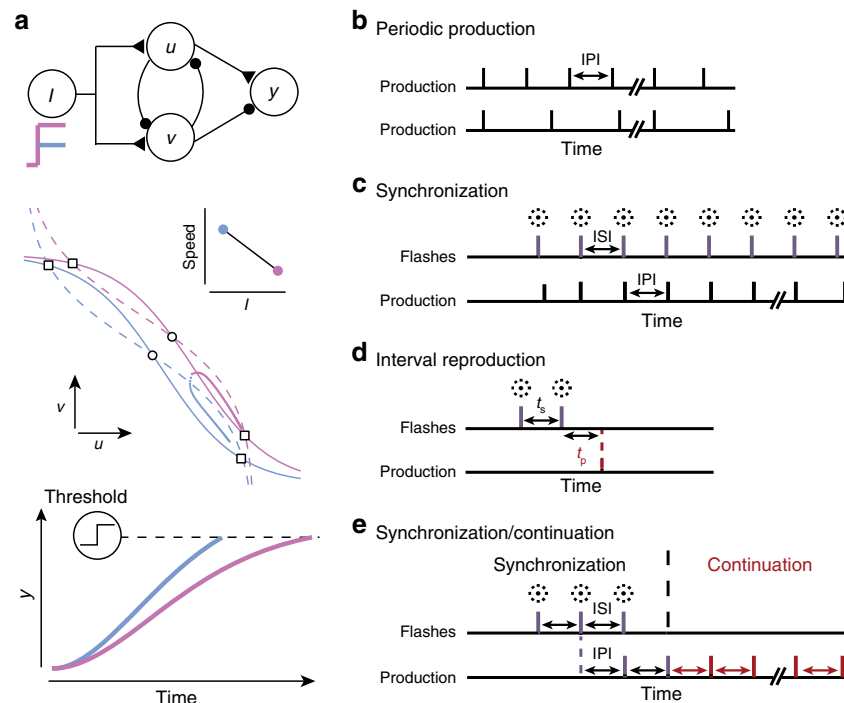 a
I
u
v
y
Speed
I
v
u
Threshold
y
Time
b Periodic production
IPI
Production
Production
Time
c Synchronization
ISI
Flashes
IPI
Production
Time
d Interval reproduction
ts
Flashes
tp
Production
Time
e Synchronization/continuation
Synchronization Continuation
ISI
Flashes
IPI
Production
Time